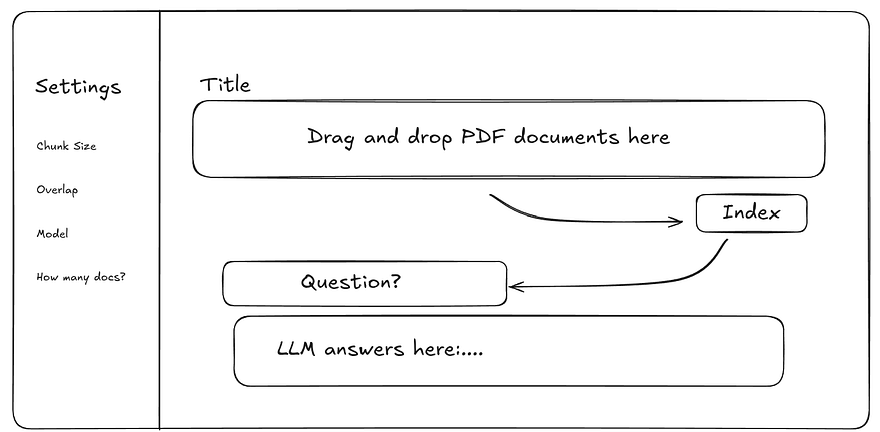 Settings
Chunk Size
Overlap
Model
How many docs?
Title
Drag and drop PDF documents here
Index
Question?
LLM answers here:....